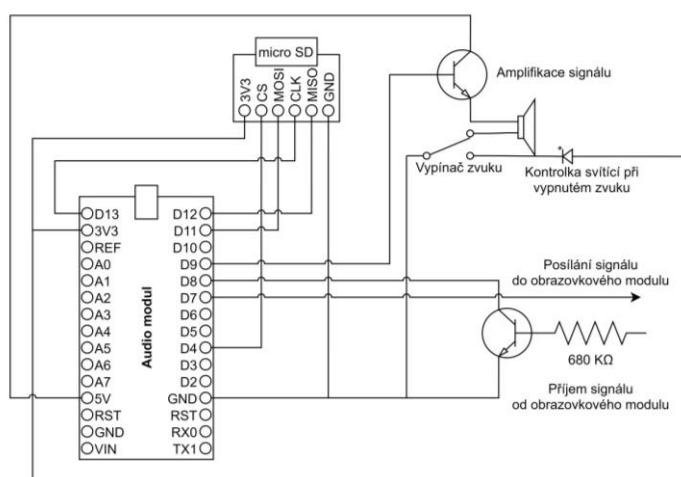 micro SD
3V3
CS
MOSI
CLK
MISO
GND
Amplifikace signálu
Vypínač zvuku
Kontrolka svítící při
vypnutém zvuku
Audio modul
D13
3V3
REF
A0
A1
A2
A3
A4
A5
A6
A7
5V
RST
GND
VIN
D12
D11
D10
D9
D8
D7
D6
D5
D4
D3
D2
GND
RST
RX0
TX1
Posílání signálu
do obrazovkového modulu
680 KΩ
Příjem signálu
od obrazovkového modulu